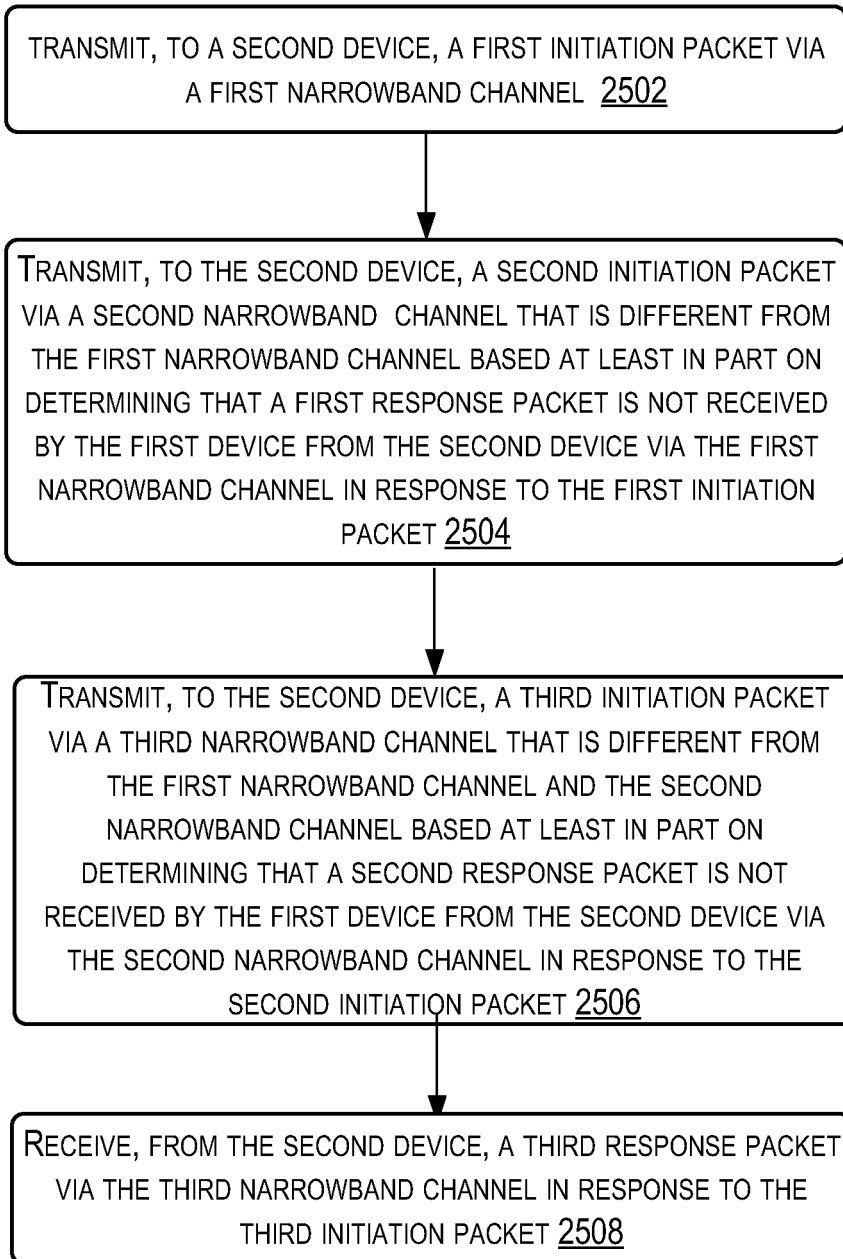 TRANSMIT, TO A SECOND DEVICE, A FIRST INITIATION PACKET VIA
A FIRST NARROWBAND CHANNEL 2502
TRANSMIT, TO THE SECOND DEVICE, A SECOND INITIATION PACKET
VIA A SECOND NARROWBAND CHANNEL THAT IS DIFFERENT FROM
THE FIRST NARROWBAND CHANNEL BASED AT LEAST IN PART ON
DETERMINING THAT A FIRST RESPONSE PACKET IS NOT RECEIVED
BY THE FIRST DEVICE FROM THE SECOND DEVICE VIA THE FIRST
NARROWBAND CHANNEL IN RESPONSE TO THE FIRST INITIATION
PACKET 2504
TRANSMIT, TO THE SECOND DEVICE, A THIRD INITIATION PACKET
VIA A THIRD NARROWBAND CHANNEL THAT IS DIFFERENT FROM
THE FIRST NARROWBAND CHANNEL AND THE SECOND
NARROWBAND CHANNEL BASED AT LEAST IN PART ON
DETERMINING THAT A SECOND RESPONSE PACKET IS NOT
RECEIVED BY THE FIRST DEVICE FROM THE SECOND DEVICE VIA
THE SECOND NARROWBAND CHANNEL IN RESPONSE TO THE
SECOND INITIATION PACKET 2506
RECEIVE, FROM THE SECOND DEVICE, A THIRD RESPONSE PACKET
VIA THE THIRD NARROWBAND CHANNEL IN RESPONSE TO THE
THIRD INITIATION PACKET 2508